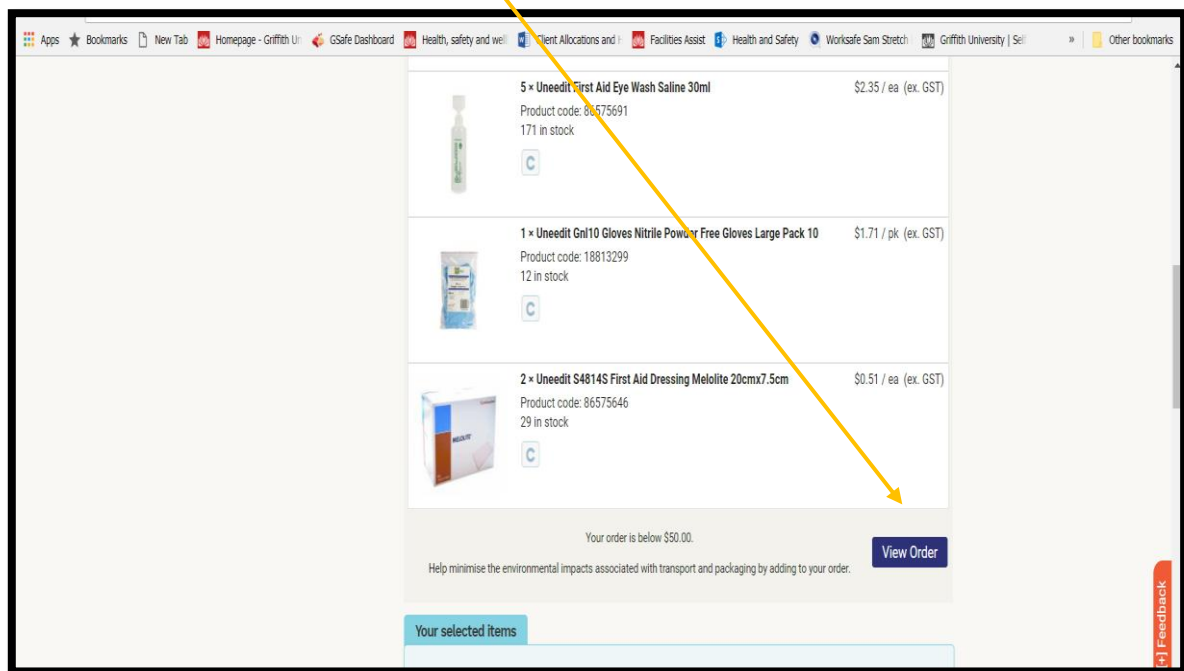 Apps Bookmarks New Tab Homepage - Griffith Un GSafe Dashboard Health, safety and well Client Allocations and H Facilities Assist Health and Safety Worksafe Sam Stretch Griffith University | Self » Other bookmarks
5 × Uneedit First Aid Eye Wash Saline 30ml $2.35 / ea (ex. GST)
Product code: 86575691
171 in stock
C
1 × Uneedit Gnl10 Gloves Nitrile Powder Free Gloves Large Pack 10 $1.71 / pk (ex. GST)
Product code: 18813299
12 in stock
C
2 × Uneedit S4814S First Aid Dressing Melolite 20cmx7.5cm $0.51 / ea (ex. GST)
Product code: 86575646
29 in stock
MELOLITE
C
Your order is below $50.00.
View Order
Help minimise the environmental impacts associated with transport and packaging by adding to your order.
[+] Feedback
Your selected items